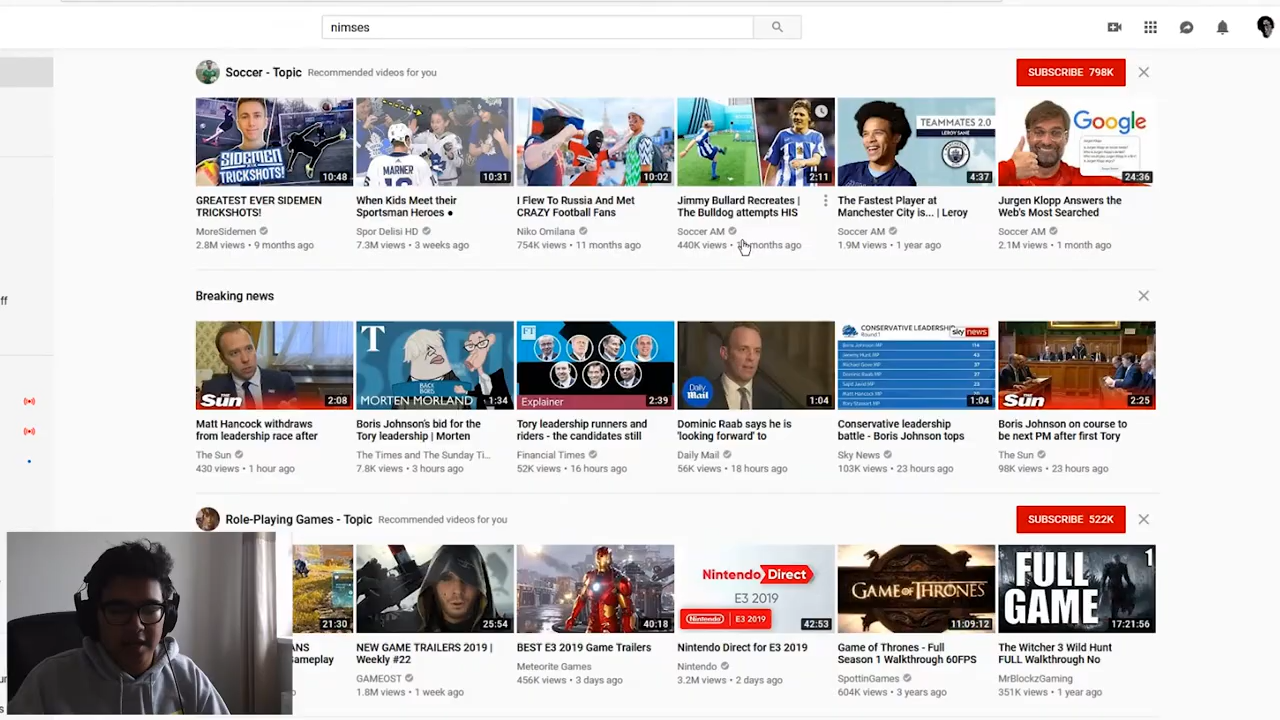 nimses
Soccer - Topic Recommended videos for you SUBSCRIBE 798K
SIDEMEN
TRICKSHOTS!
10:48
MARNER
10:31
10:02
2:11
TEAMMATES 2.0
LEROY SANE
4:37
Google
24:36
GREATEST EVER SIDEMEN
TRICKSHOTS!
MoreSidemen
2.8M views • 9 months ago
When Kids Meet their
Sportsman Heroes ●
Spor Delisi HD
7.3M views • 3 weeks ago
I Flew To Russia And Met
CRAZY Football Fans
Niko Omilana
754K views • 11 months ago
Jimmy Bullard Recreates |
The Bulldog attempts HIS
Soccer AM
440K views • months ago
The Fastest Player at
Manchester City is... | Leroy
Soccer AM
1.9M views • 1 year ago
Jurgen Klopp Answers the
Web's Most Searched
Soccer AM
2.1M views • 1 month ago
Breaking news
The Sun
2:08
T
BACK BORIS
MORTEN MORLAND
1:34
FT
Explainer
2:39
Daily Mail
1:04
CONSERVATIVE LEADERSHIP
sky news
1:04
The Sun
2:25
Matt Hancock withdraws
from leadership race after
The Sun
430 views • 1 hour ago
Boris Johnson's bid for the
Tory leadership | Morten
The Times and The Sunday Ti...
7.8K views • 3 hours ago
Tory leadership runners and
riders - the candidates still
Financial Times
52K views • 16 hours ago
Dominic Raab says he is
'looking forward' to
Daily Mail
56K views • 18 hours ago
Conservative leadership
battle - Boris Johnson tops
Sky News
103K views • 23 hours ago
Boris Johnson on course to
be next PM after first Tory
The Sun
98K views • 23 hours ago
Role-Playing Games - Topic Recommended videos for you SUBSCRIBE 522K
21:30
25:54
40:18
Nintendo Direct
E3 2019
Nintendo E3 2019
42:53
GAME OF THRONES
11:09:12
FULL
GAME
1
17:21:56
ANS
ameplay
NEW GAME TRAILERS 2019 |
Weekly #22
GAMEOST
1.8M views • 1 week ago
BEST E3 2019 Game Trailers
Meteorite Games
456K views • 3 days ago
Nintendo Direct for E3 2019
Nintendo
3.2M views • 2 days ago
Game of Thrones - Full
Season 1 Walkthrough 60FPS
SpottinGames
604K views • 3 years ago
The Witcher 3 Wild Hunt
FULL Walkthrough No
MrBlockzGaming
351K views • 1 year ago